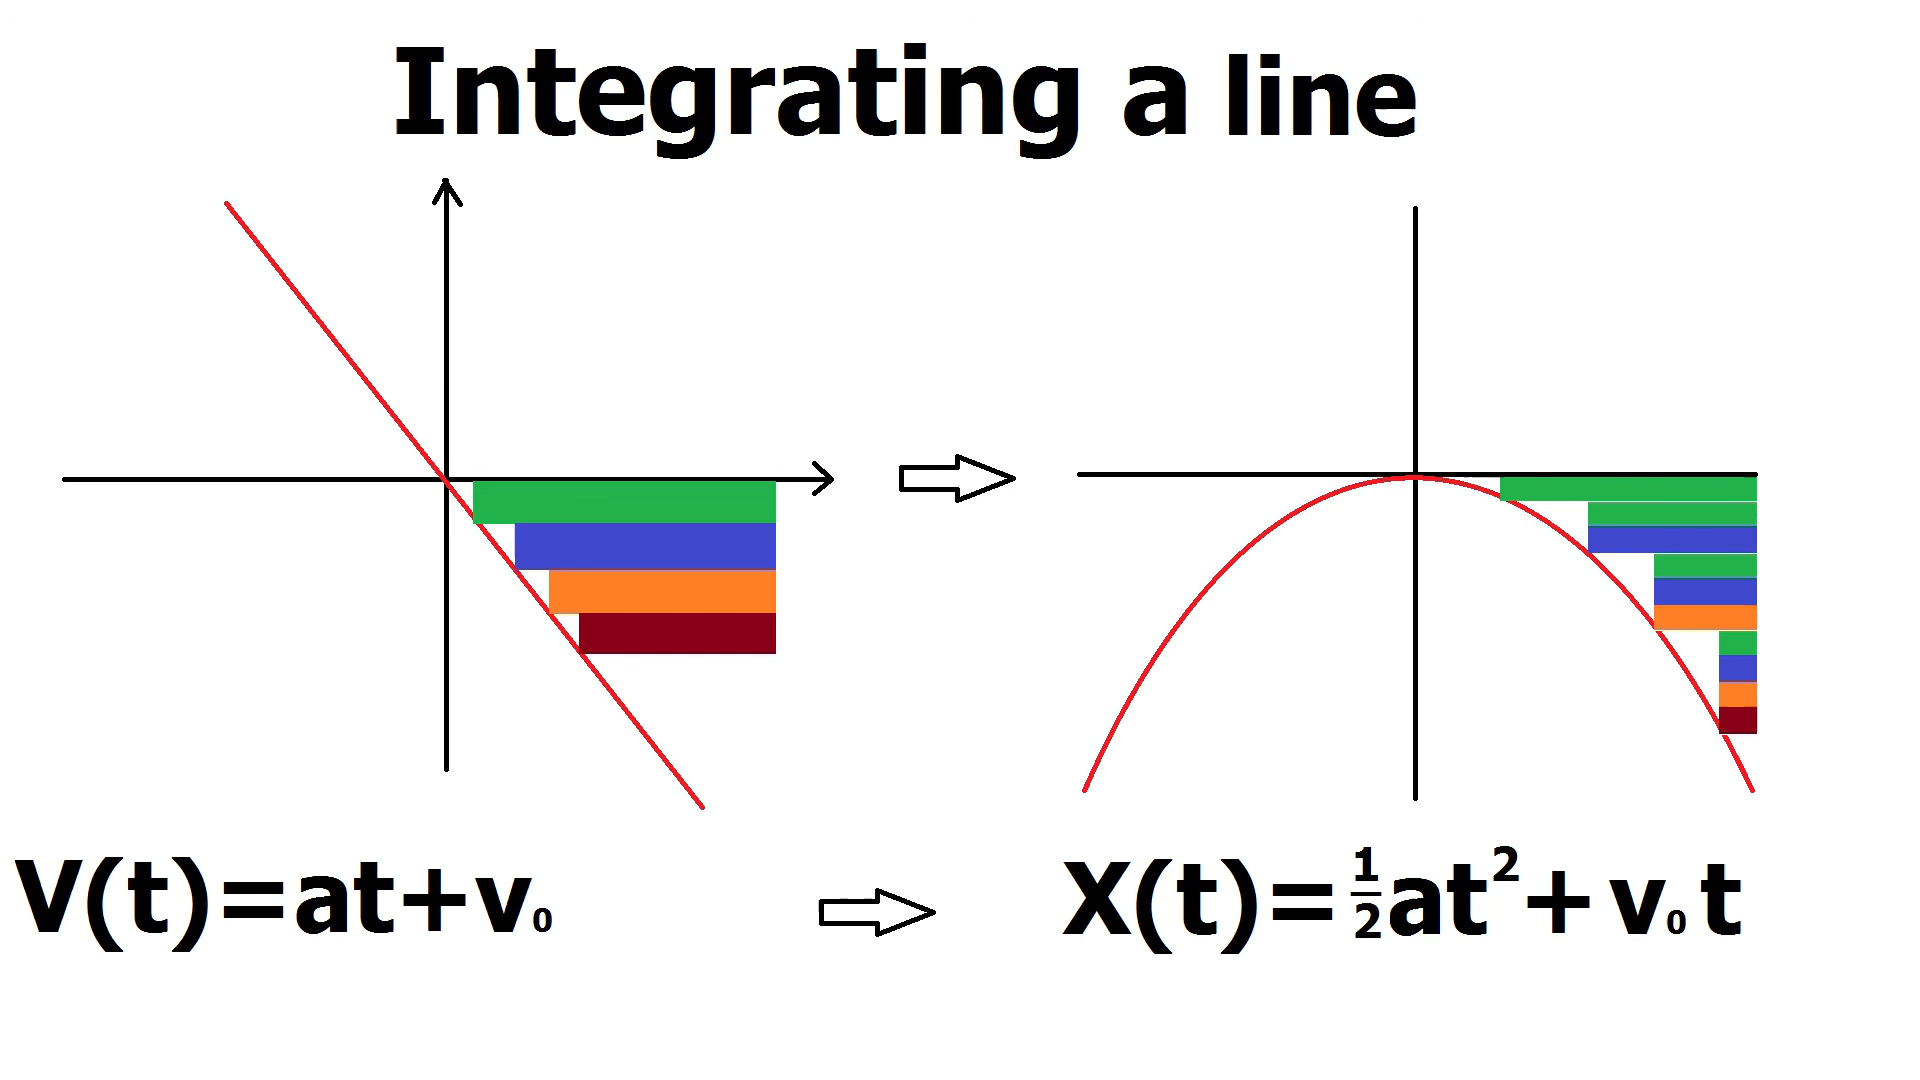 Integrating a line
V(t)=at+v₀
X(t)=½at²+v₀t